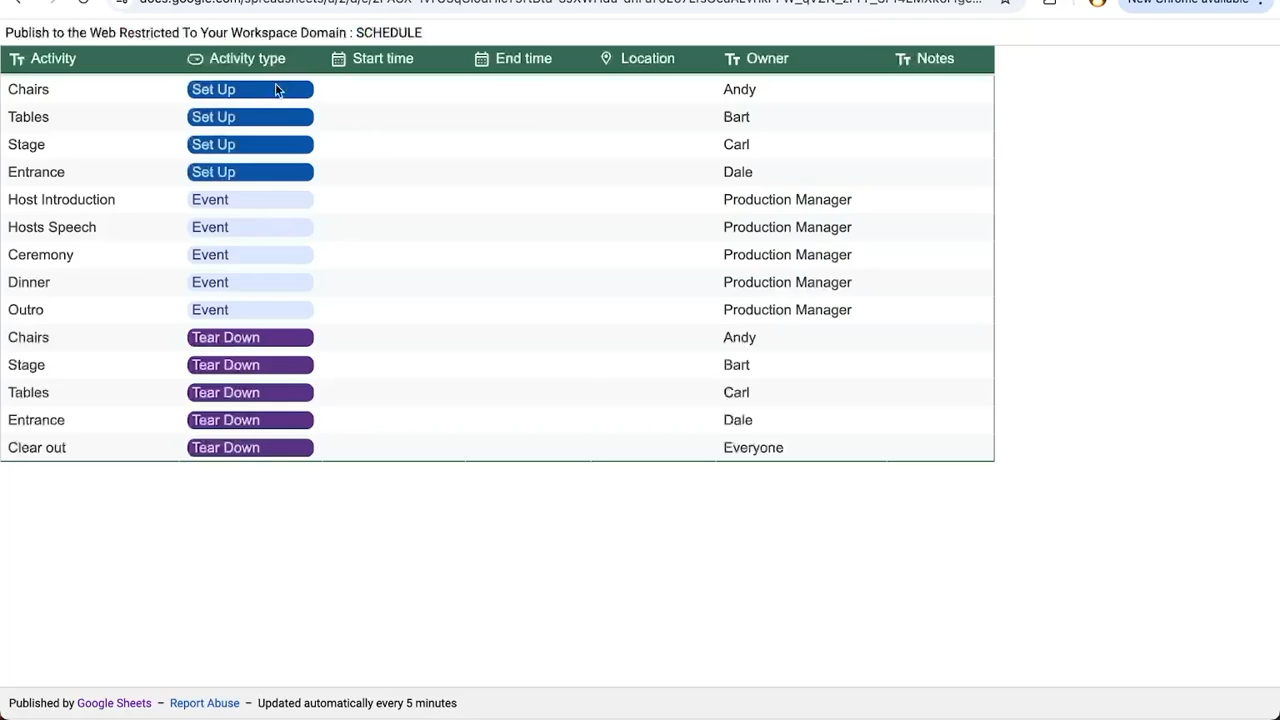 New Chrome available
Publish to the Web Restricted To Your Workspace Domain : SCHEDULE
Activity Activity type Start time End time Location Owner Notes
Chairs Set Up Andy
Tables Set Up Bart
Stage Set Up Carl
Entrance Set Up Dale
Host Introduction Event Production Manager
Hosts Speech Event Production Manager
Ceremony Event Production Manager
Dinner Event Production Manager
Outro Event Production Manager
Chairs Tear Down Andy
Stage Tear Down Bart
Tables Tear Down Carl
Entrance Tear Down Dale
Clear out Tear Down Everyone
Published by Google Sheets – Report Abuse – Updated automatically every 5 minutes